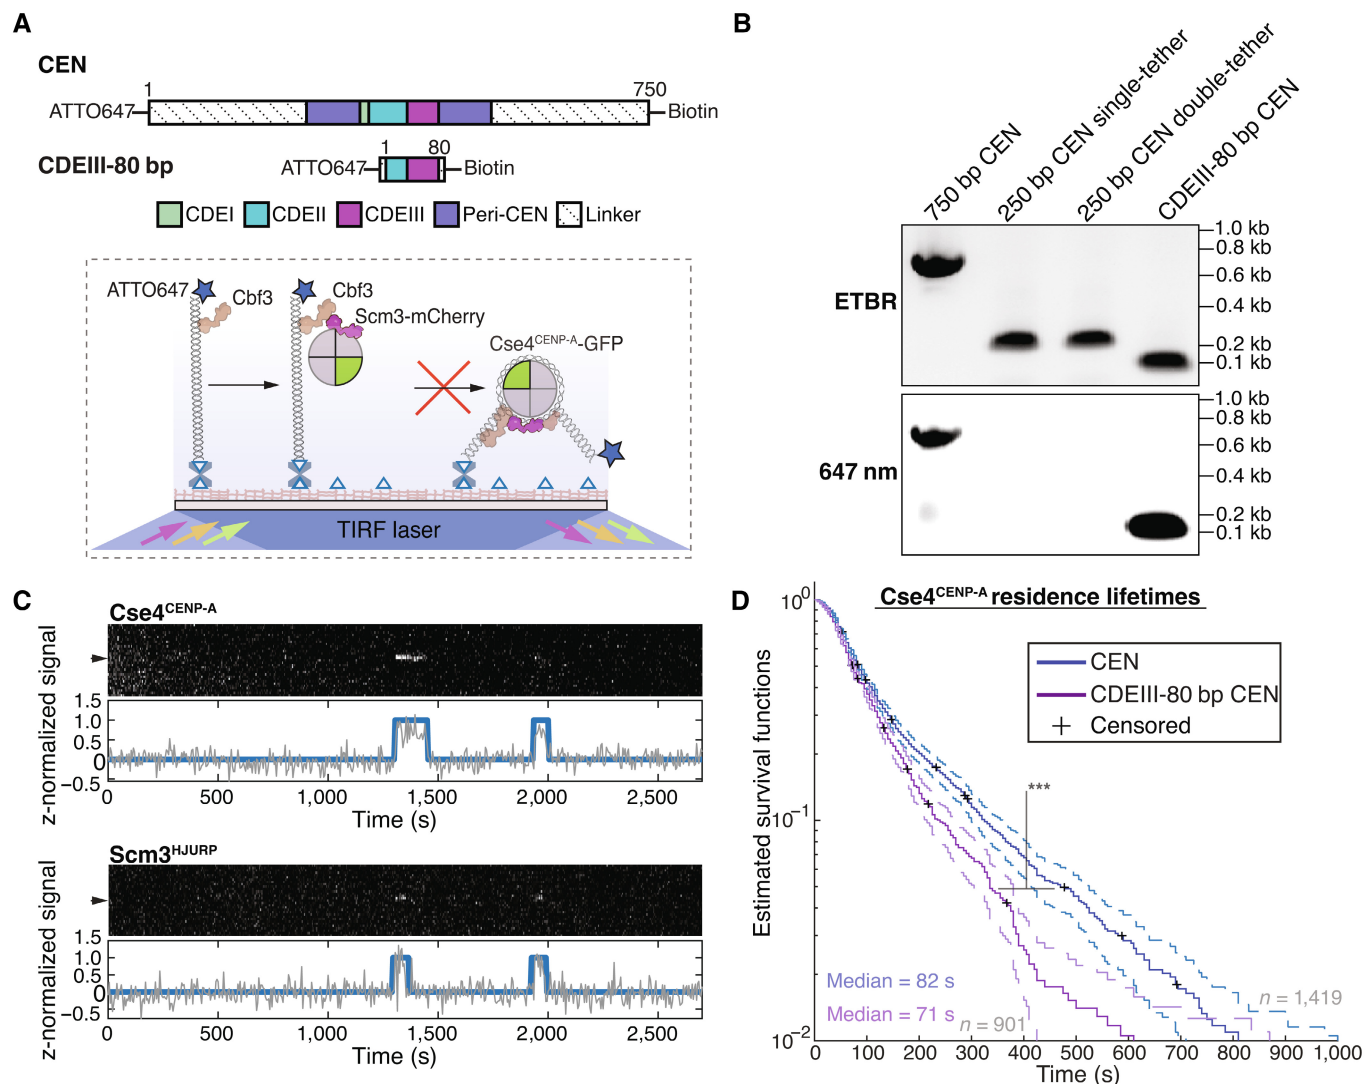 A
CEN
1
750
ATTO647
Biotin
CDEIII-80 bp
1
80
ATTO647
Biotin
CDEI
CDEII
CDEIII
Peri-CEN
Linker
ATTO647
Cbf3
Cbf3
Scm3-mCherry
Cse4CENP-A-GFP
TIRF laser
B
750 bp CEN
250 bp CEN single-tether
250 bp CEN double-tether
CDEIII-80 bp CEN
ETBR
1.0 kb
0.8 kb
0.6 kb
0.4 kb
0.2 kb
0.1 kb
647 nm
1.0 kb
0.8 kb
0.6 kb
0.4 kb
0.2 kb
0.1 kb
C
Cse4CENP-A
z-normalized signal
1.5
1.0
0.5
0
−0.5
0
500
1,000
1,500
2,000
2,500
Time (s)
Scm3HJURP
z-normalized signal
1.5
1.0
0.5
0
−0.5
0
500
1,000
1,500
2,000
2,500
Time (s)
D
Cse4CENP-A residence lifetimes
Estimated survival functions
100
10−1
10−2
CEN
CDEIII-80 bp CEN
Censored
***
Median = 82 s
Median = 71 s
n = 901
n = 1,419
0
100
200
300
400
500
600
700
800
900
1,000
Time (s)